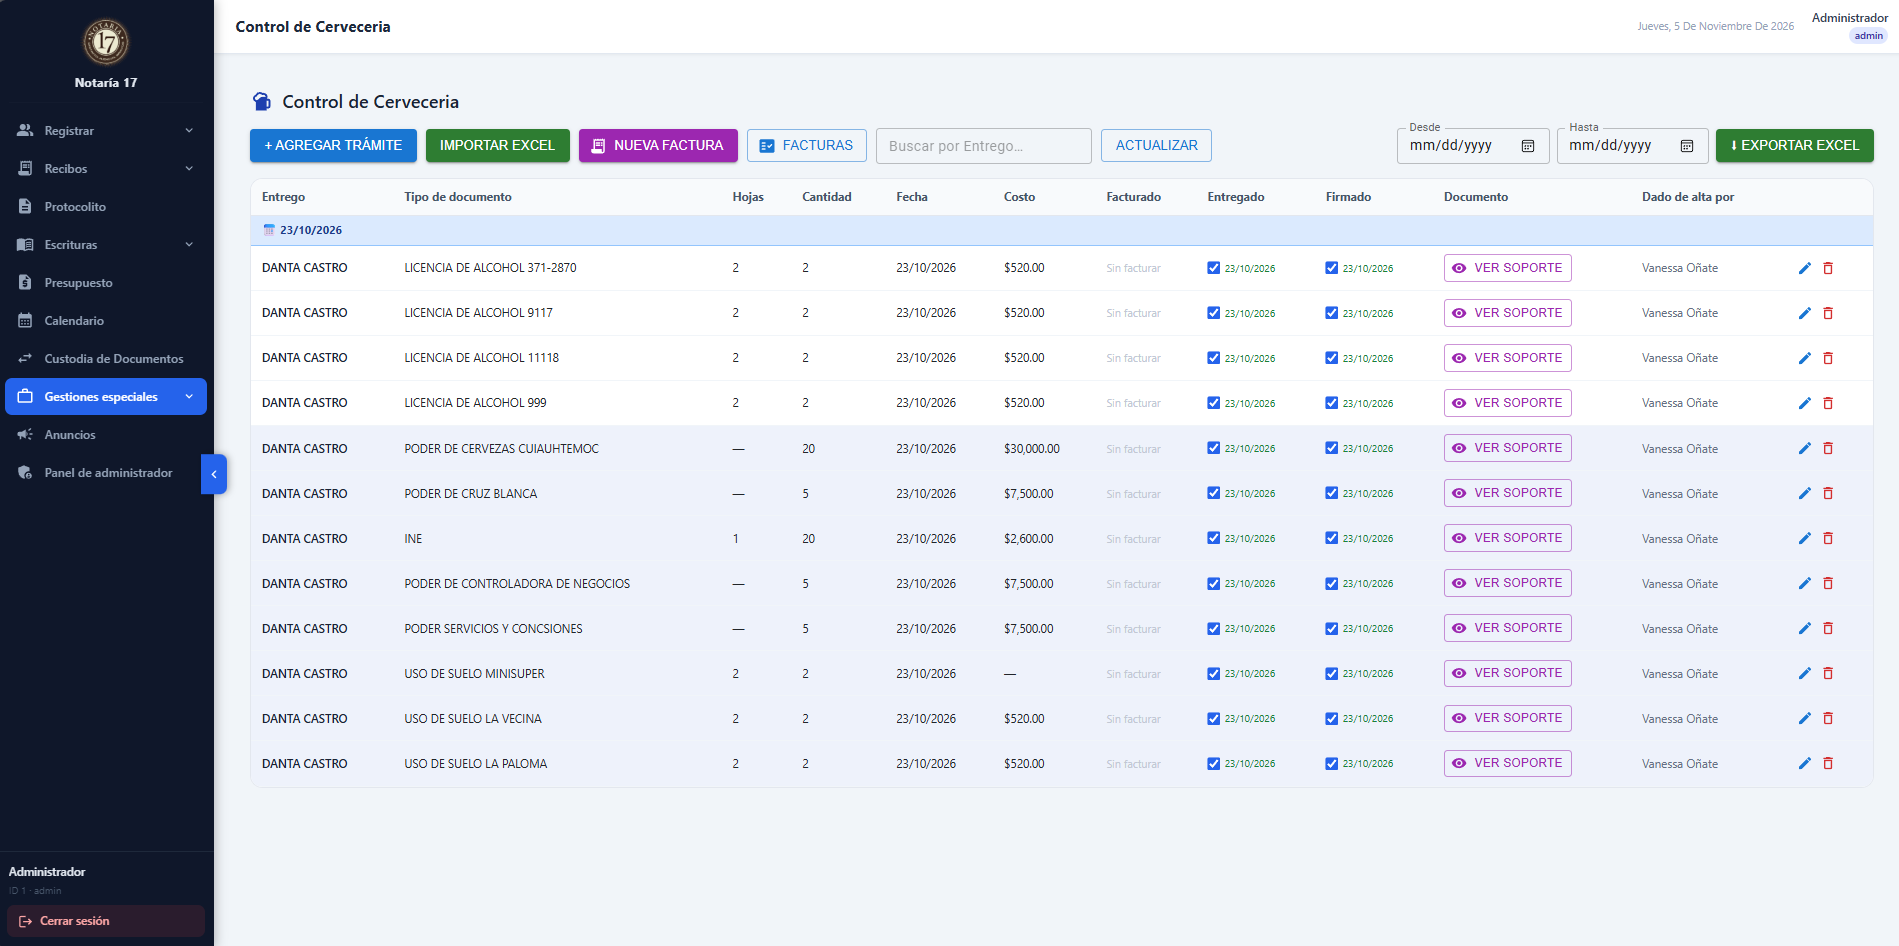 NOTARIA
17
Notaría 17
Registrar
Recibos
Protocolito
Escrituras
Presupuesto
Calendario
Custodia de Documentos
Gestiones especiales
Anuncios
Panel de administrador
Administrador
ID 1 · admin
Cerrar sesión
Control de Cerveceria
Jueves, 5 De Noviembre De 2026
Administrador
admin
Control de Cerveceria
+ AGREGAR TRÁMITE IMPORTAR EXCEL NUEVA FACTURA FACTURAS Buscar por Entrego... ACTUALIZAR Desde mm/dd/yyyy Hasta mm/dd/yyyy ⬇ EXPORTAR EXCEL
Entrego Tipo de documento Hojas Cantidad Fecha Costo Facturado Entregado Firmado Documento Dado de alta por
23/10/2026
DANTA CASTRO LICENCIA DE ALCOHOL 371-2870 2 2 23/10/2026 $520.00 Sin facturar 23/10/2026 23/10/2026 VER SOPORTE Vanessa Oñate
DANTA CASTRO LICENCIA DE ALCOHOL 9117 2 2 23/10/2026 $520.00 Sin facturar 23/10/2026 23/10/2026 VER SOPORTE Vanessa Oñate
DANTA CASTRO LICENCIA DE ALCOHOL 11118 2 2 23/10/2026 $520.00 Sin facturar 23/10/2026 23/10/2026 VER SOPORTE Vanessa Oñate
DANTA CASTRO LICENCIA DE ALCOHOL 999 2 2 23/10/2026 $520.00 Sin facturar 23/10/2026 23/10/2026 VER SOPORTE Vanessa Oñate
DANTA CASTRO PODER DE CERVEZAS CUIAUHTEMOC — 20 23/10/2026 $30,000.00 Sin facturar 23/10/2026 23/10/2026 VER SOPORTE Vanessa Oñate
DANTA CASTRO PODER DE CRUZ BLANCA — 5 23/10/2026 $7,500.00 Sin facturar 23/10/2026 23/10/2026 VER SOPORTE Vanessa Oñate
DANTA CASTRO INE 1 20 23/10/2026 $2,600.00 Sin facturar 23/10/2026 23/10/2026 VER SOPORTE Vanessa Oñate
DANTA CASTRO PODER DE CONTROLADORA DE NEGOCIOS — 5 23/10/2026 $7,500.00 Sin facturar 23/10/2026 23/10/2026 VER SOPORTE Vanessa Oñate
DANTA CASTRO PODER SERVICIOS Y CONCSIONES — 5 23/10/2026 $7,500.00 Sin facturar 23/10/2026 23/10/2026 VER SOPORTE Vanessa Oñate
DANTA CASTRO USO DE SUELO MINISUPER 2 2 23/10/2026 — Sin facturar 23/10/2026 23/10/2026 VER SOPORTE Vanessa Oñate
DANTA CASTRO USO DE SUELO LA VECINA 2 2 23/10/2026 $520.00 Sin facturar 23/10/2026 23/10/2026 VER SOPORTE Vanessa Oñate
DANTA CASTRO USO DE SUELO LA PALOMA 2 2 23/10/2026 $520.00 Sin facturar 23/10/2026 23/10/2026 VER SOPORTE Vanessa Oñate